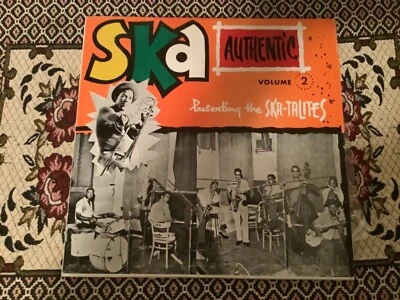 SKa
AUTHENTIC
VOLUME 2
Presenting the SKA-TALITES